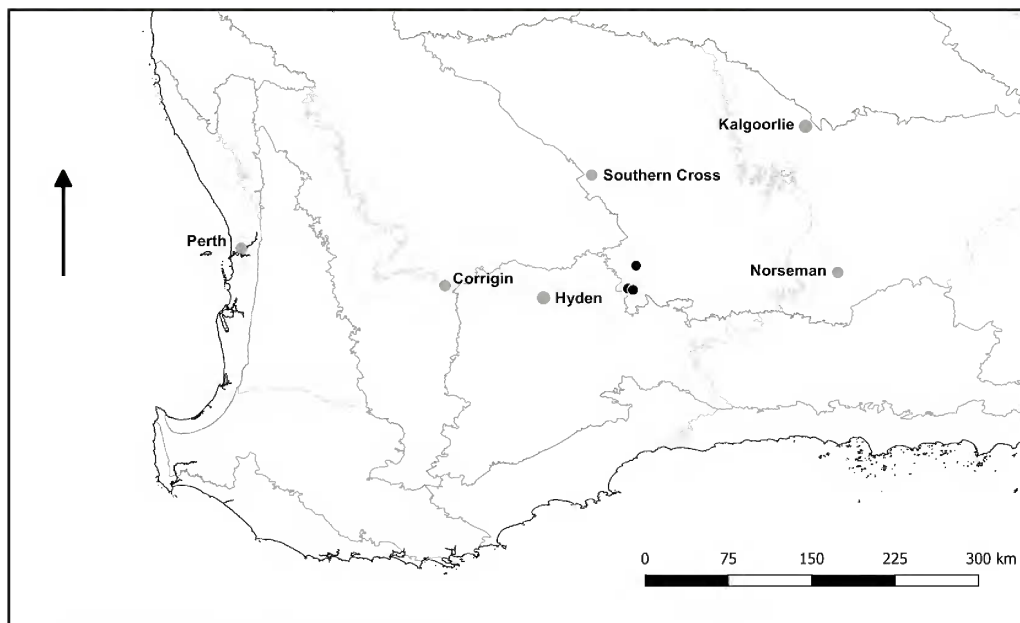 Kalgoorlie
Southern Cross
Perth
Corrigin
Norseman
Hyden
0 75 150 225 300 km